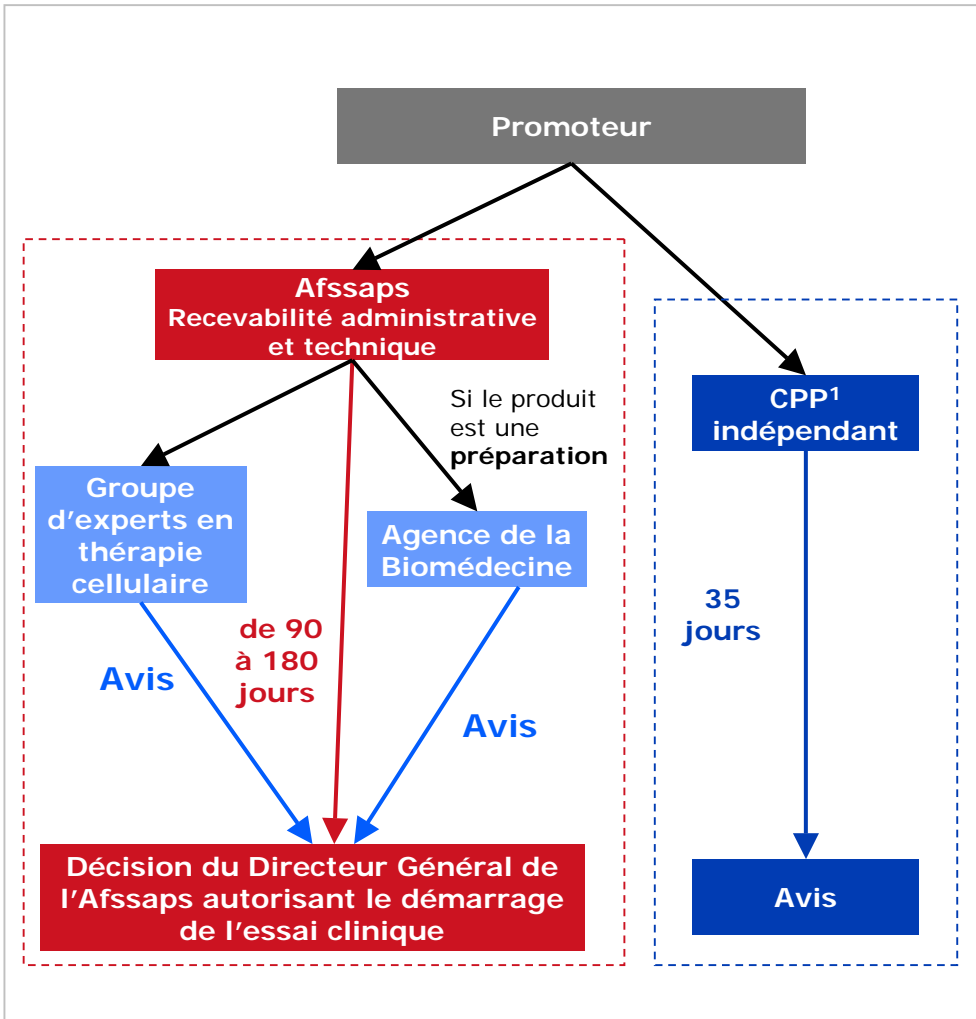 Promoteur
Afssaps
Recevabilité administrative
et technique
Si le produit
est une
préparation
CPP¹
indépendant
Groupe
d'experts en
thérapie
cellulaire
Agence de la
Biomédecine
de 90
à 180
jours
35
jours
Avis
Avis
Décision du Directeur Général de
l'Afssaps autorisant le démarrage
de l'essai clinique
Avis